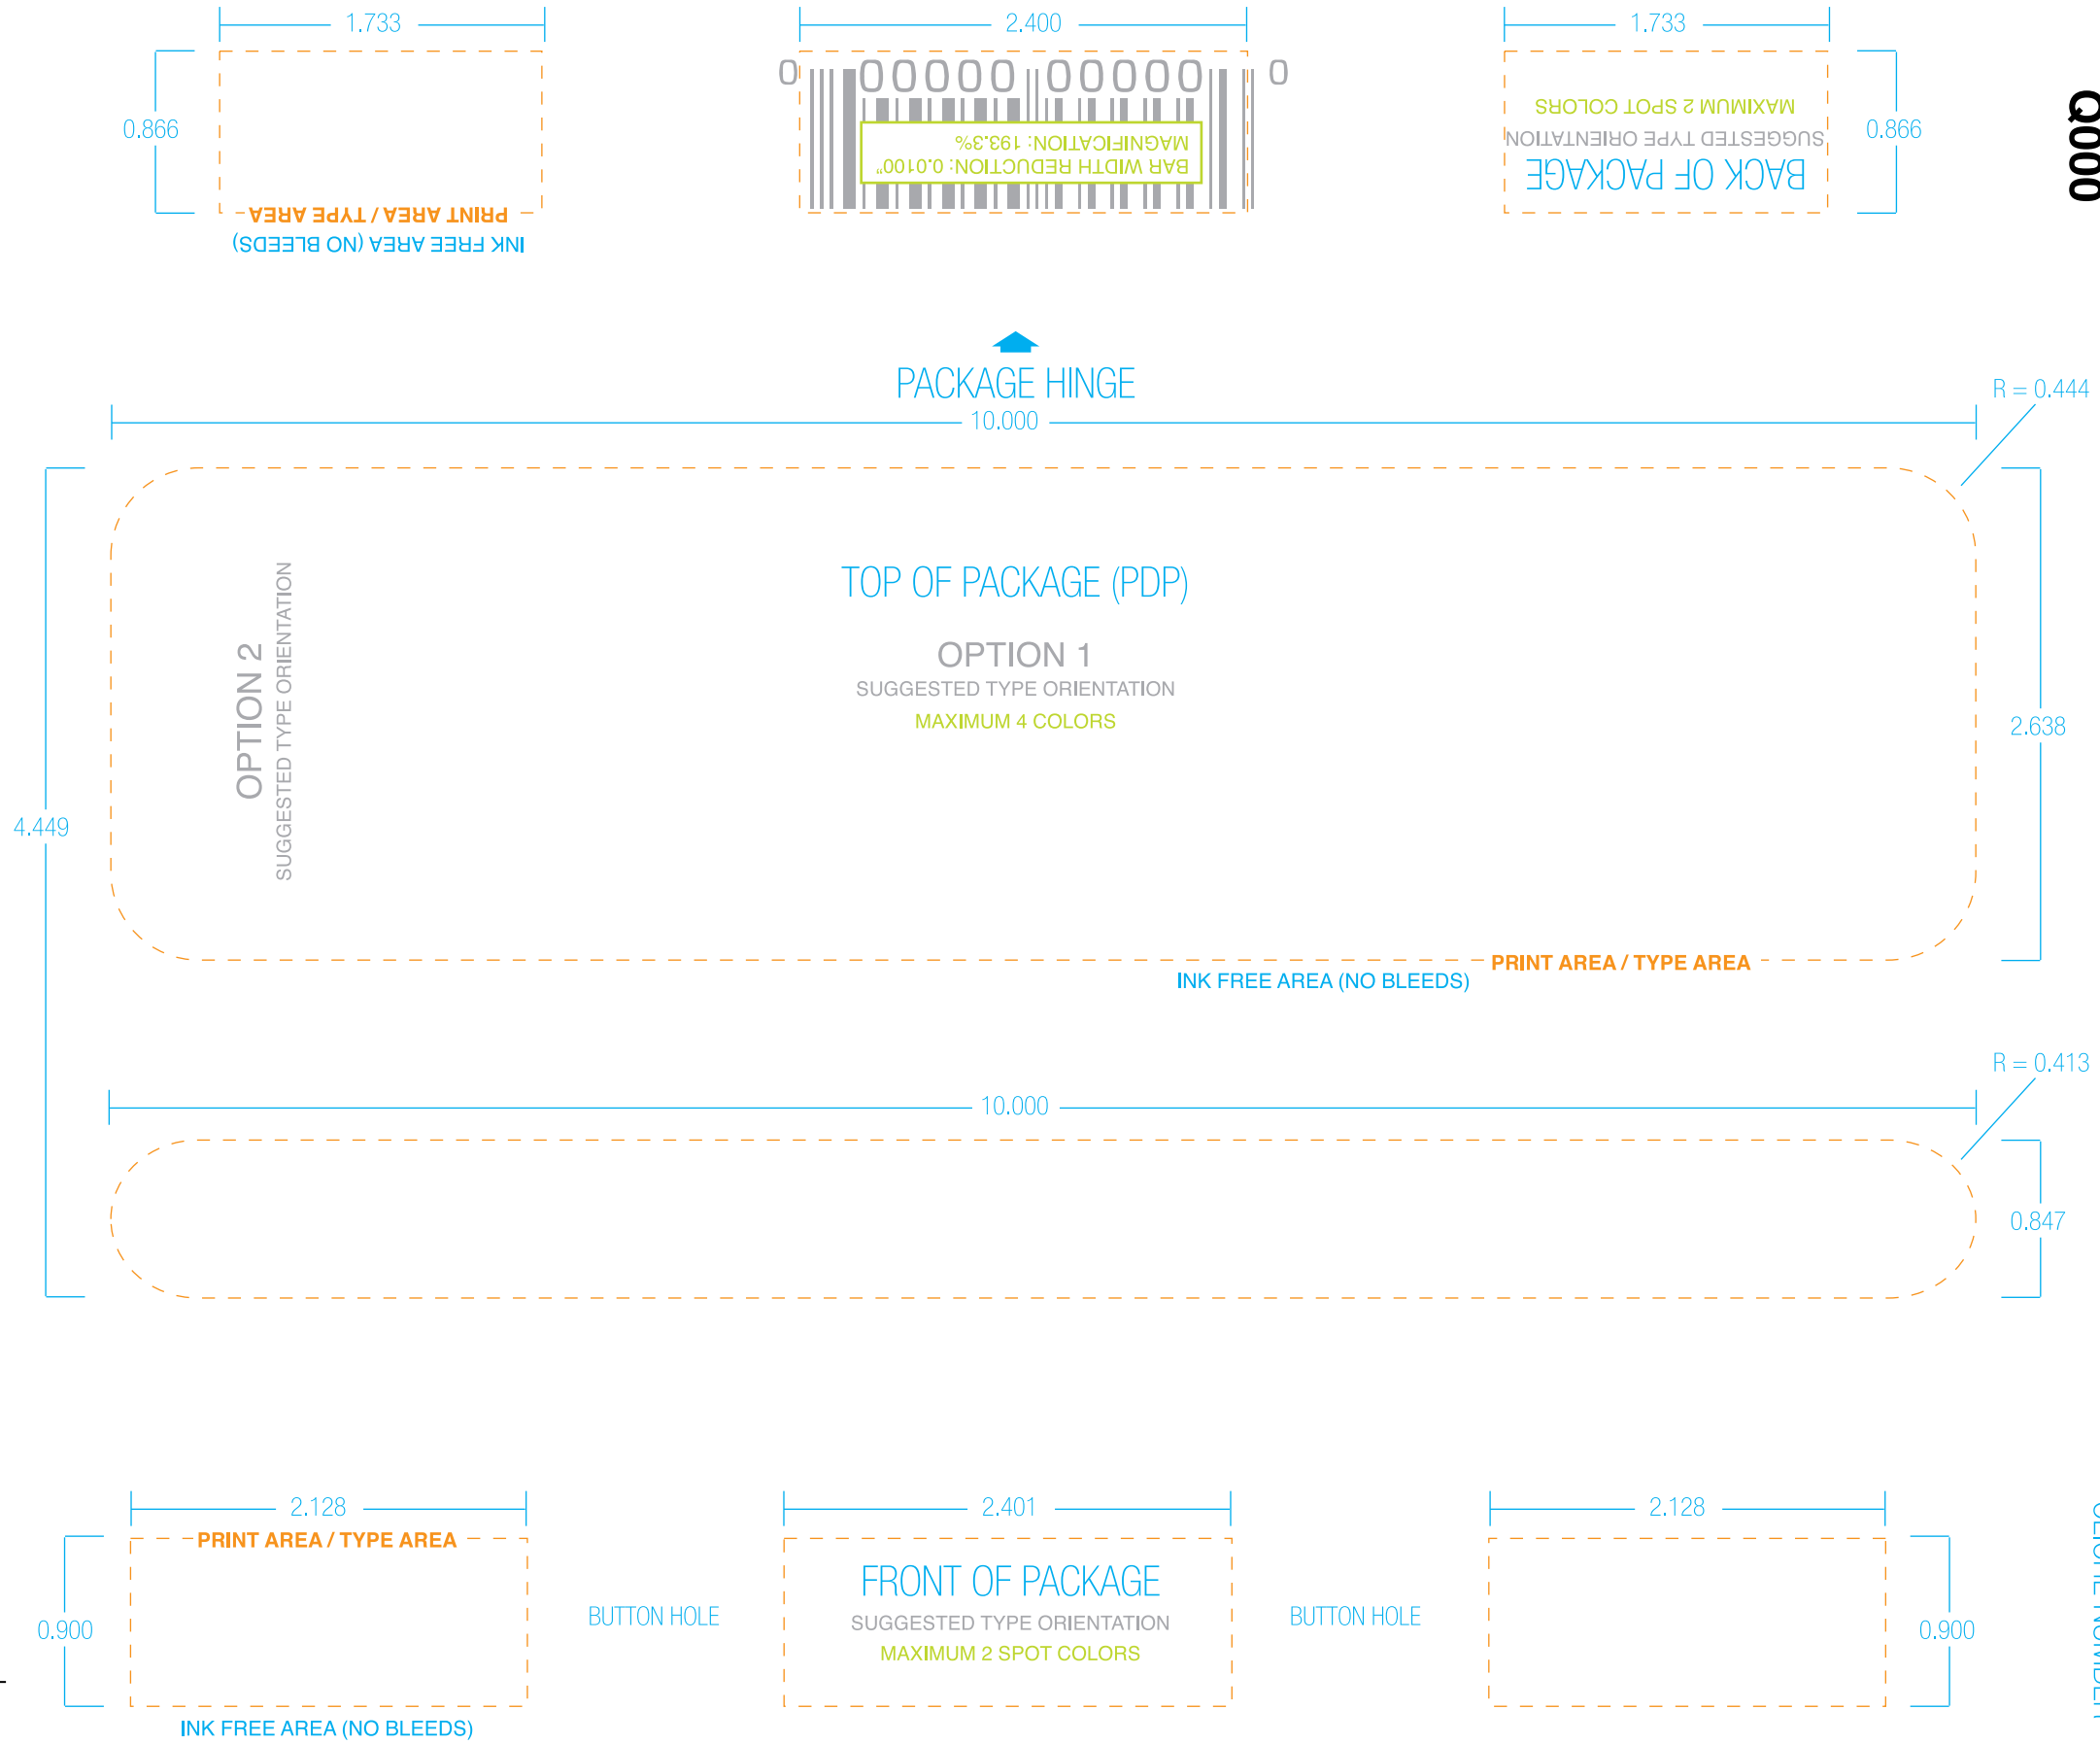 1.733
2.400
1.733
0 00000 00000 0
0.866
MAXIMUM 2 SPOT COLORS
SUGGESTED TYPE ORIENTATION
BACK OF PACKAGE
0.866
Q0000
MAGNIFICATION: 193.3%
BAR WIDTH REDUCTION: 0.0100"
PRINT AREA / TYPE AREA
INK FREE AREA (NO BLEEDS)
PACKAGE HINGE
10.000
R = 0.444
TOP OF PACKAGE (PDP)
OPTION 1
SUGGESTED TYPE ORIENTATION
MAXIMUM 4 COLORS
OPTION 2
SUGGESTED TYPE ORIENTATION
2.638
4.449
PRINT AREA / TYPE AREA
INK FREE AREA (NO BLEEDS)
R = 0.413
10.000
0.847
2.128
2.401
2.128
PRINT AREA / TYPE AREA
FRONT OF PACKAGE
SUGGESTED TYPE ORIENTATION
MAXIMUM 2 SPOT COLORS
BUTTON HOLE
BUTTON HOLE
0.900
0.900
INK FREE AREA (NO BLEEDS)